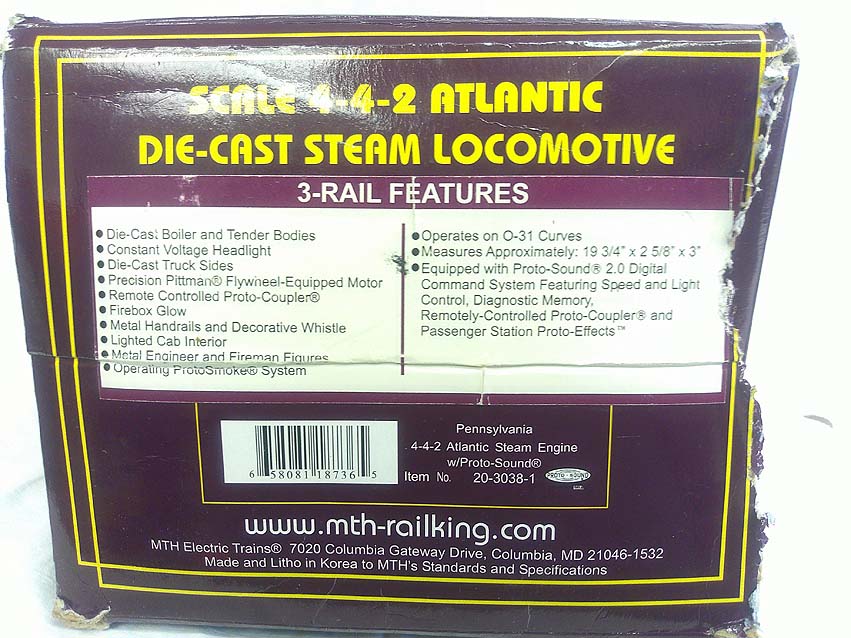 SCALE 4-4-2 ATLANTIC
DIE-CAST STEAM LOCOMOTIVE
3-RAIL FEATURES
● Die-Cast Boiler and Tender Bodies
● Constant Voltage Headlight
● Die-Cast Truck Sides
● Precision Pittman® Flywheel-Equipped Motor
● Remote Controlled Proto-Coupler®
● Firebox Glow
● Metal Handrails and Decorative Whistle
● Lighted Cab Interior
● Metal Engineer and Fireman Figures
● Operating ProtoSmoke® System
● Operates on O-31 Curves
● Measures Approximately: 19 3/4" x 2 5/8" x 3"
● Equipped with Proto-Sound® 2.0 Digital
Command System Featuring Speed and Light
Control, Diagnostic Memory,
Remotely-Controlled Proto-Coupler® and
Passenger Station Proto-Effects™
6 58081 18736 5
Pennsylvania
4-4-2 Atlantic Steam Engine
w/Proto-Sound®
Item No. 20-3038-1
PROTO-SOUND
www.mth-railking.com
MTH Electric Trains® 7020 Columbia Gateway Drive, Columbia, MD 21046-1532
Made and Litho in Korea to MTH's Standards and Specifications